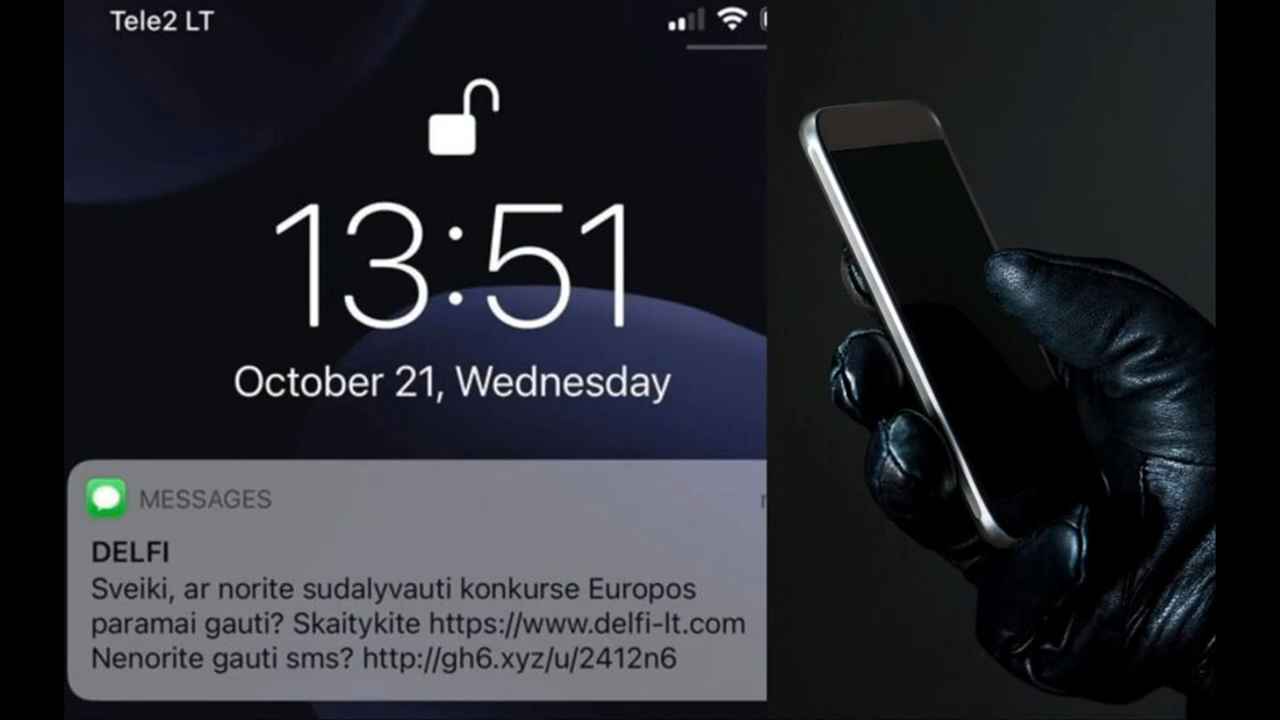 Tele2 LT
13:51
October 21, Wednesday
MESSAGES
DELFI
Sveiki, ar norite sudalyvauti konkurse Europos
paramai gauti? Skaitykite https://www.delfi-lt.com
Nenorite gauti sms? http://gh6.xyz/u/2412n6